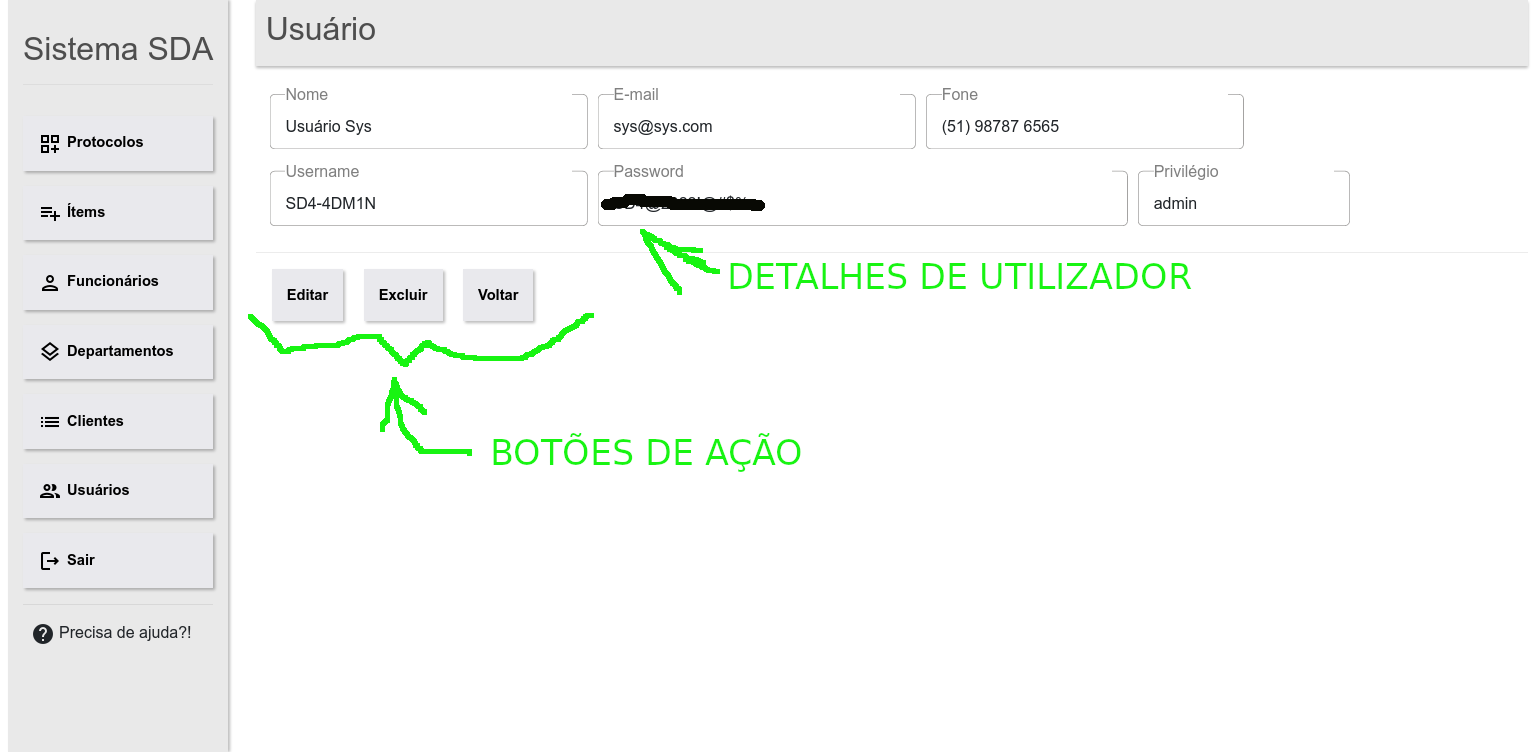 Sistema SDA
Protocolos
Ítems
Funcionários
Departamentos
Clientes
Usuários
Sair
Precisa de ajuda?!
Usuário
Nome
Usuário Sys
E-mail
sys@sys.com
Fone
(51) 98787 6565
Username
SD4-4DM1N
Password
Privilégio
admin
DETALHES DE UTILIZADOR
Editar
Excluir
Voltar
BOTÕES DE AÇÃO